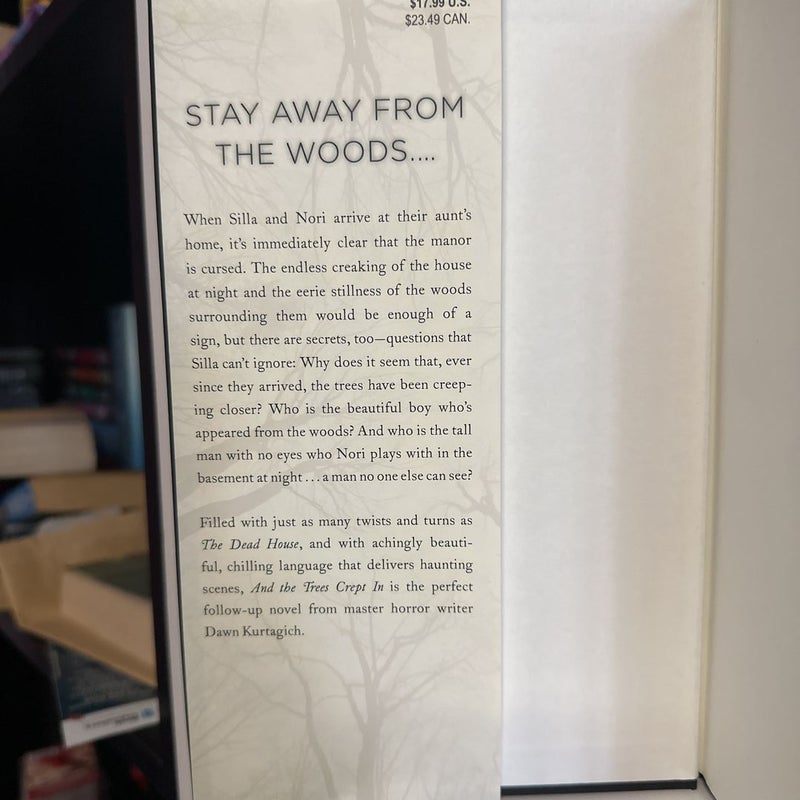 $17.99 U.S.
$23.49 CAN.
STAY AWAY FROM
THE WOODS....
When Silla and Nori arrive at their aunt's
home, it's immediately clear that the manor
is cursed. The endless creaking of the house
at night and the eerie stillness of the woods
surrounding them would be enough of a
sign, but there are secrets, too—questions that
Silla can't ignore: Why does it seem that, ever
since they arrived, the trees have been creep-
ing closer? Who is the beautiful boy who's
appeared from the woods? And who is the tall
man with no eyes who Nori plays with in the
basement at night . . . a man no one else can see?
Filled with just as many twists and turns as
The Dead House, and with achingly beauti-
ful, chilling language that delivers haunting
scenes, And the Trees Crept In is the perfect
follow-up novel from master horror writer
Dawn Kurtagich.